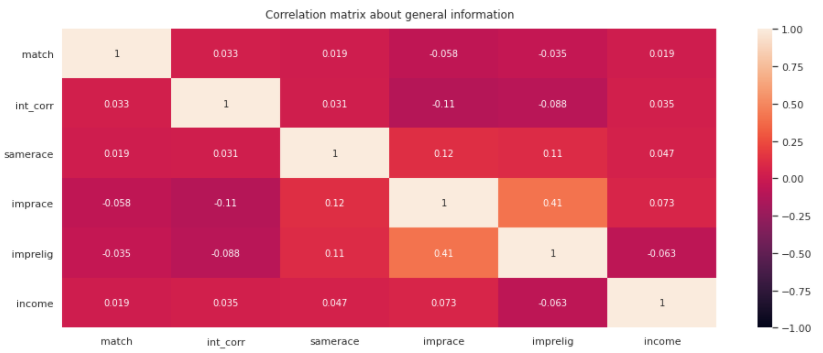 Correlation matrix about general information
match 1 0.033 0.019 -0.058 -0.035 0.019
int_corr 0.033 1 0.031 -0.11 -0.088 0.035
samerace 0.019 0.031 1 0.12 0.11 0.047
imprace -0.058 -0.11 0.12 1 0.41 0.073
imprelig -0.035 -0.088 0.11 0.41 1 -0.063
income 0.019 0.035 0.047 0.073 -0.063 1
match int_corr samerace imprace imprelig income
1.00
0.75
0.50
0.25
0.00
−0.25
−0.50
−0.75
−1.00